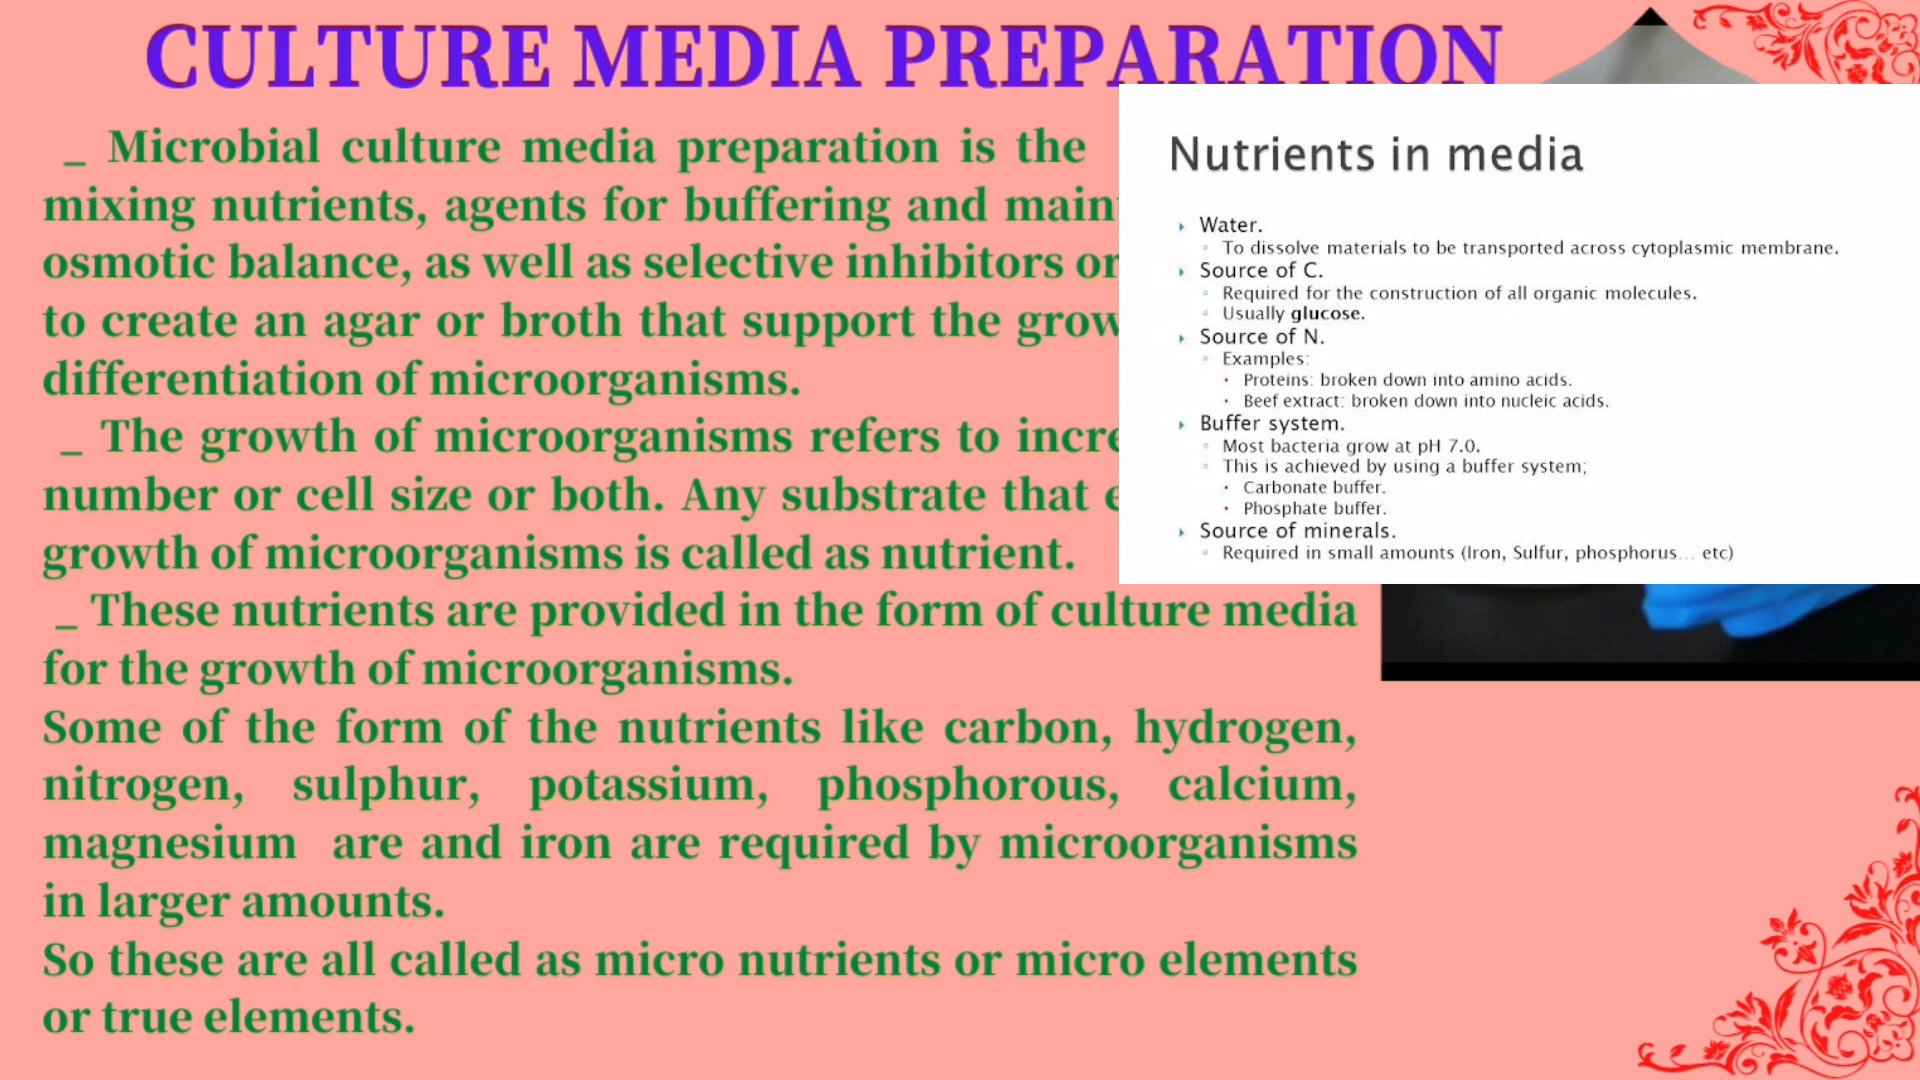 CULTURE MEDIA PREPARATION
_ Microbial culture media preparation is the
mixing nutrients, agents for buffering and
osmotic balance, as well as selective inhibitors or
to create an agar or broth that support the
differentiation of microorganisms.
_ The growth of microorganisms refers to
number or cell size or both. Any substrate that
growth of microorganisms is called as nutrient.
_ These nutrients are provided in the form of culture media
for the growth of microorganisms.
Some of the form of the nutrients like carbon, hydrogen,
nitrogen, sulphur, potassium, phosphorous, calcium,
magnesium are and iron are required by microorganisms
in larger amounts.
So these are all called as micro nutrients or micro elements
or true elements.
Nutrients in media
Water.
To dissolve materials to be transported across cytoplasmic membrane.
Source of C.
Required for the construction of all organic molecules.
Usually glucose.
Source of N.
Examples:
Proteins: broken down into amino acids.
Beef extract: broken down into nucleic acids.
Buffer system.
Most bacteria grow at pH 7.0.
This is achieved by using a buffer system;
Carbonate buffer.
Phosphate buffer.
Source of minerals.
Required in small amounts (Iron, Sulfur, phosphorus... etc)